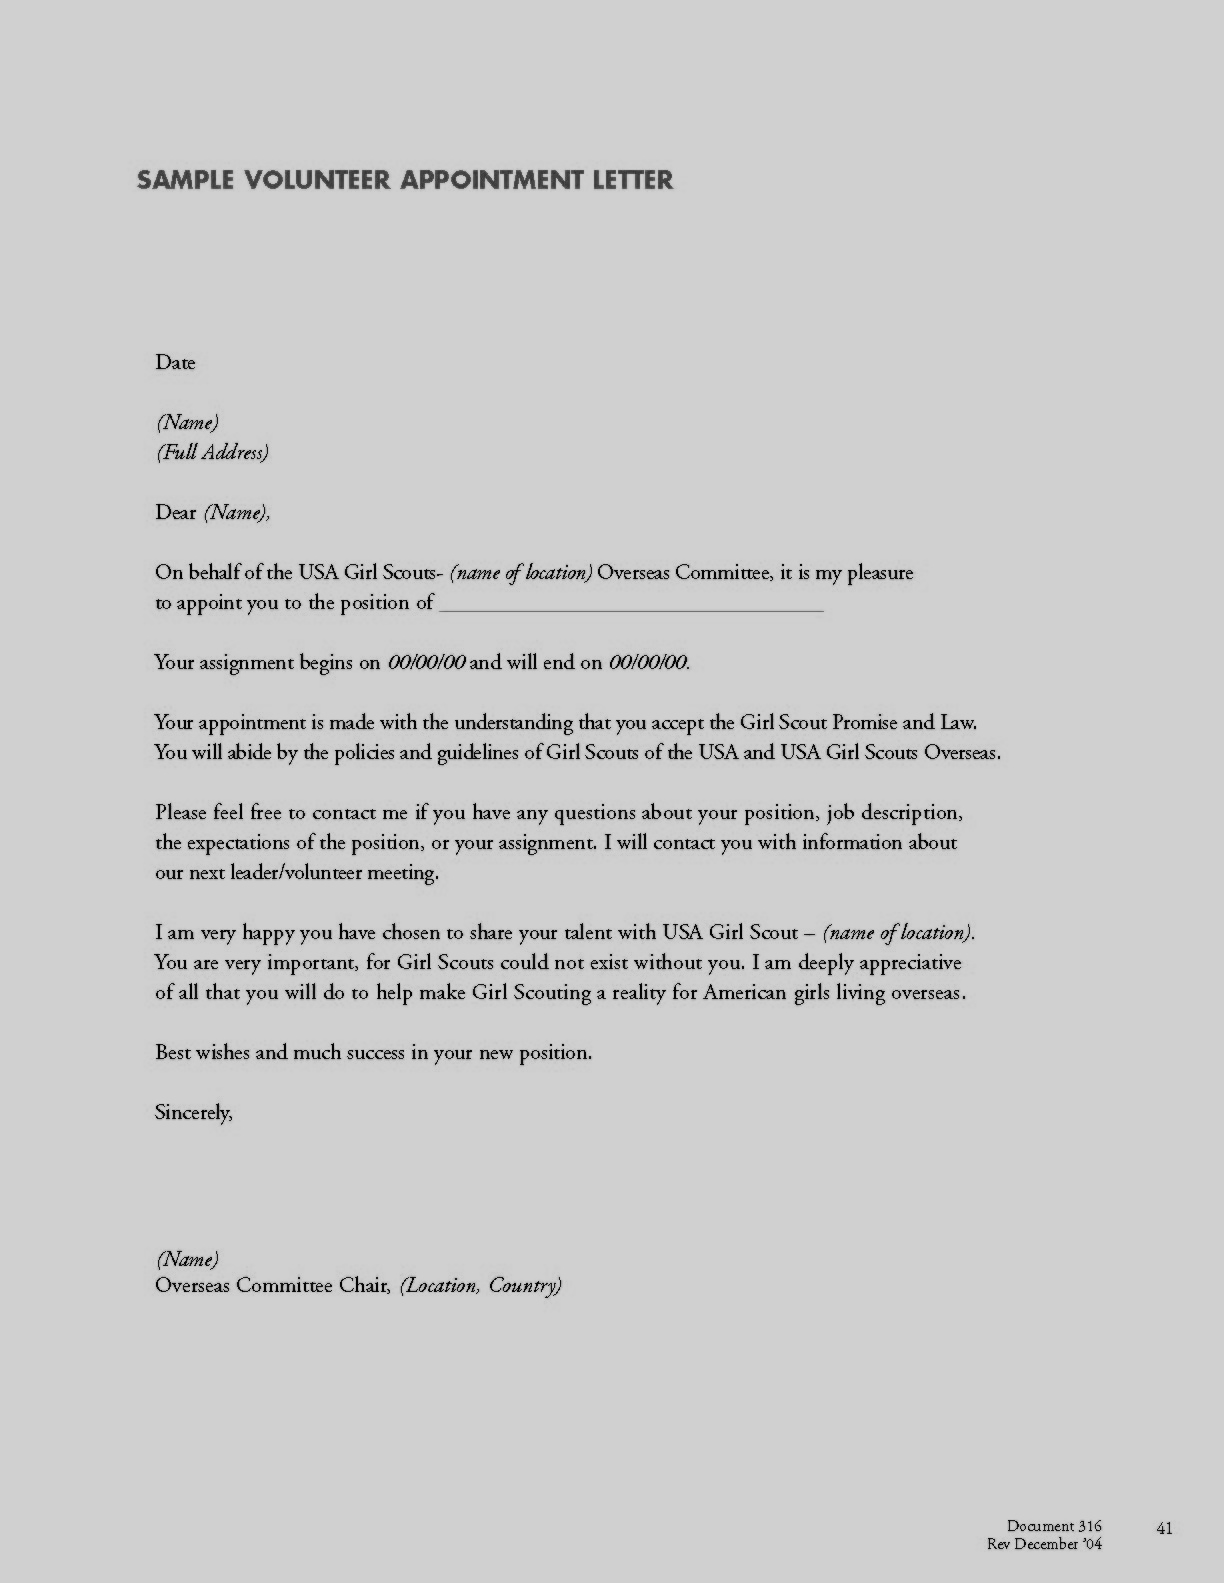 SAMPLE VOLUNTEER APPOINTMENT LETTER
Date
(Name)
(Full Address)
Dear (Name),
On behalf of the USA Girl Scouts- (name of location) Overseas Committee, it is my pleasure
to appoint you to the position of ___________________________________
Your assignment begins on 00/00/00 and will end on 00/00/00.
Your appointment is made with the understanding that you accept the Girl Scout Promise and Law.
You will abide by the policies and guidelines of Girl Scouts of the USA and USA Girl Scouts Overseas.
Please feel free to contact me if you have any questions about your position, job description,
the expectations of the position, or your assignment. I will contact you with information about
our next leader/volunteer meeting.
I am very happy you have chosen to share your talent with USA Girl Scout – (name of location).
You are very important, for Girl Scouts could not exist without you. I am deeply appreciative
of all that you will do to help make Girl Scouting a reality for American girls living overseas.
Best wishes and much success in your new position.
Sincerely,
(Name)
Overseas Committee Chair, (Location, Country)
Document 316
Rev December ’04
41